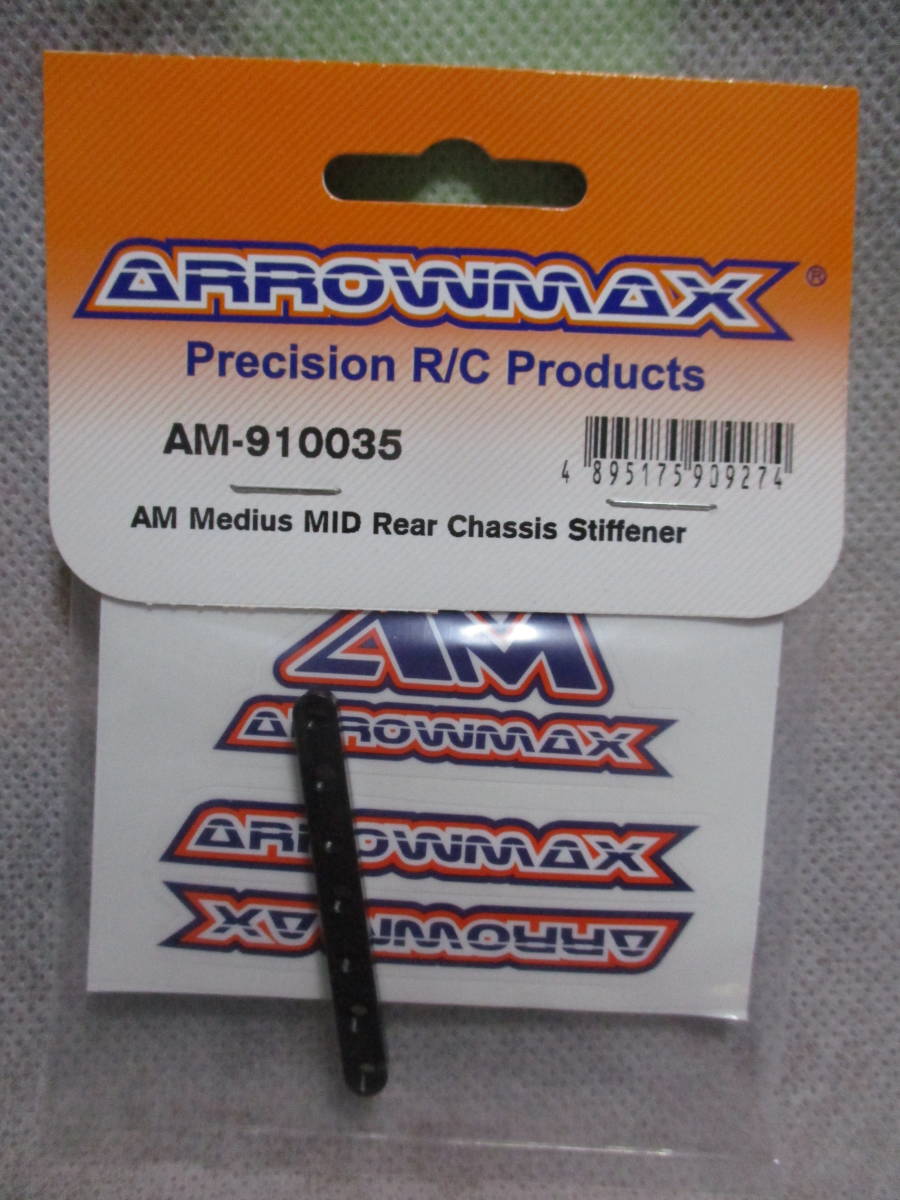 ARROWMAX®
Precision R/C Products
AM-910035
4 895175 909274
AM Medius MID Rear Chassis Stiffener
AM
ARROWMAX
ARROWMAX
ARROWMAX